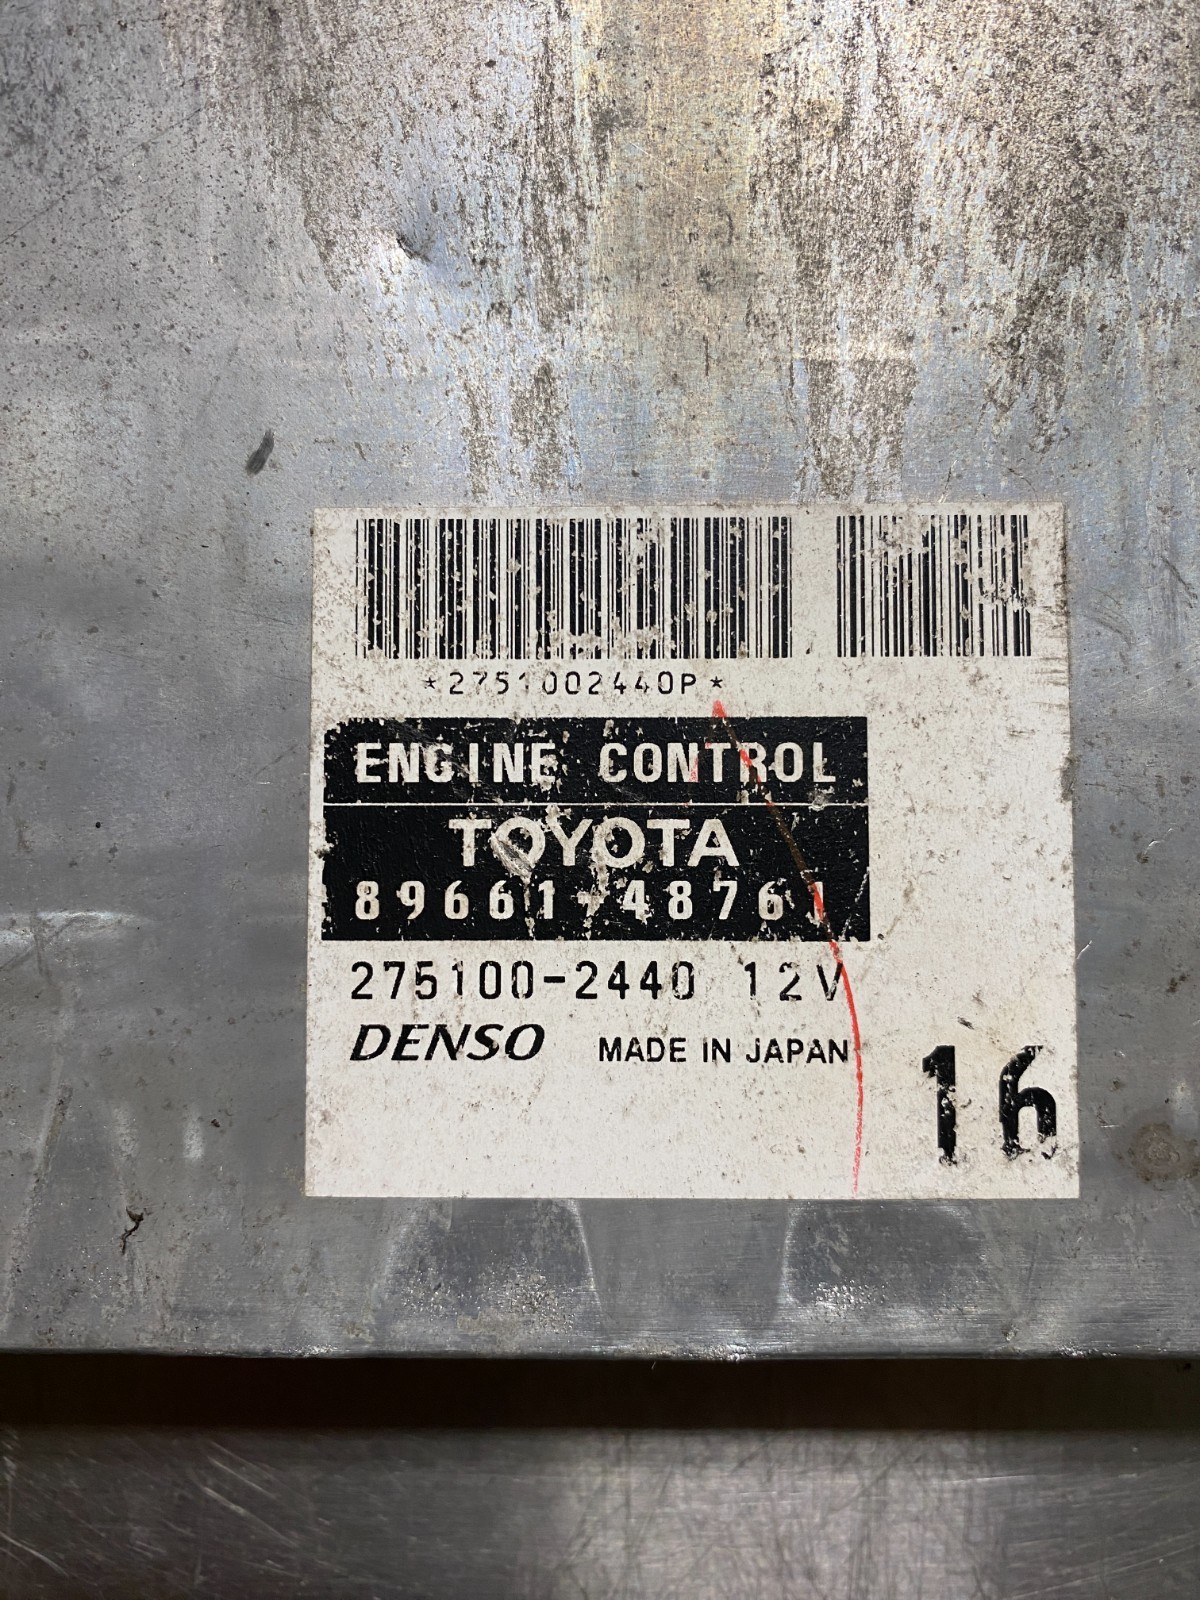 *2751002440P*
ENGINE CONTROL
TOYOTA
89661-48761
275100-2440 12V
DENSO MADE IN JAPAN
16